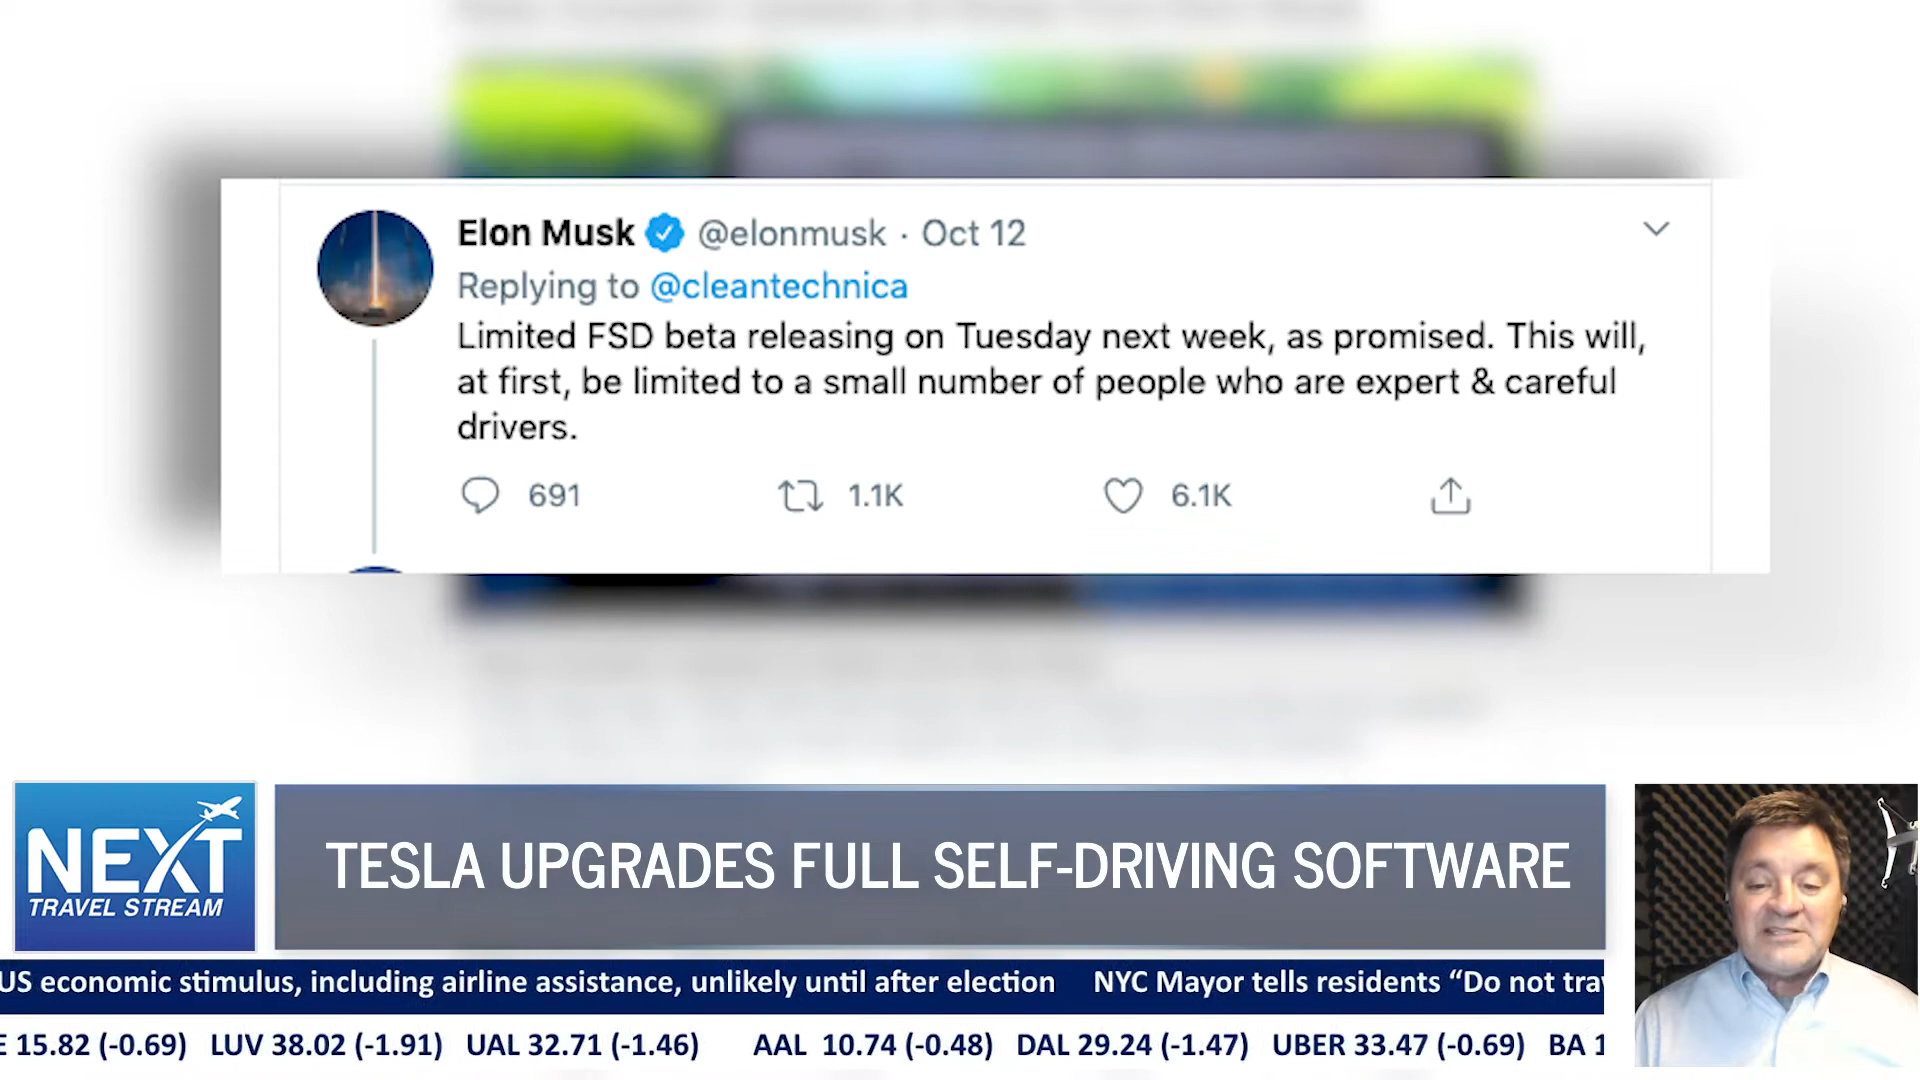 Elon Musk @elonmusk · Oct 12
Replying to @cleantechnica
Limited FSD beta releasing on Tuesday next week, as promised. This will,
at first, be limited to a small number of people who are expert & careful
drivers.
691 1.1K 6.1K
NEXT
TRAVEL STREAM
TESLA UPGRADES FULL SELF-DRIVING SOFTWARE
US economic stimulus, including airline assistance, unlikely until after election NYC Mayor tells residents “Do not
15.82 (-0.69) LUV 38.02 (-1.91) UAL 32.71 (-1.46) AAL 10.74 (-0.48) DAL 29.24 (-1.47) UBER 33.47 (-0.69) BA